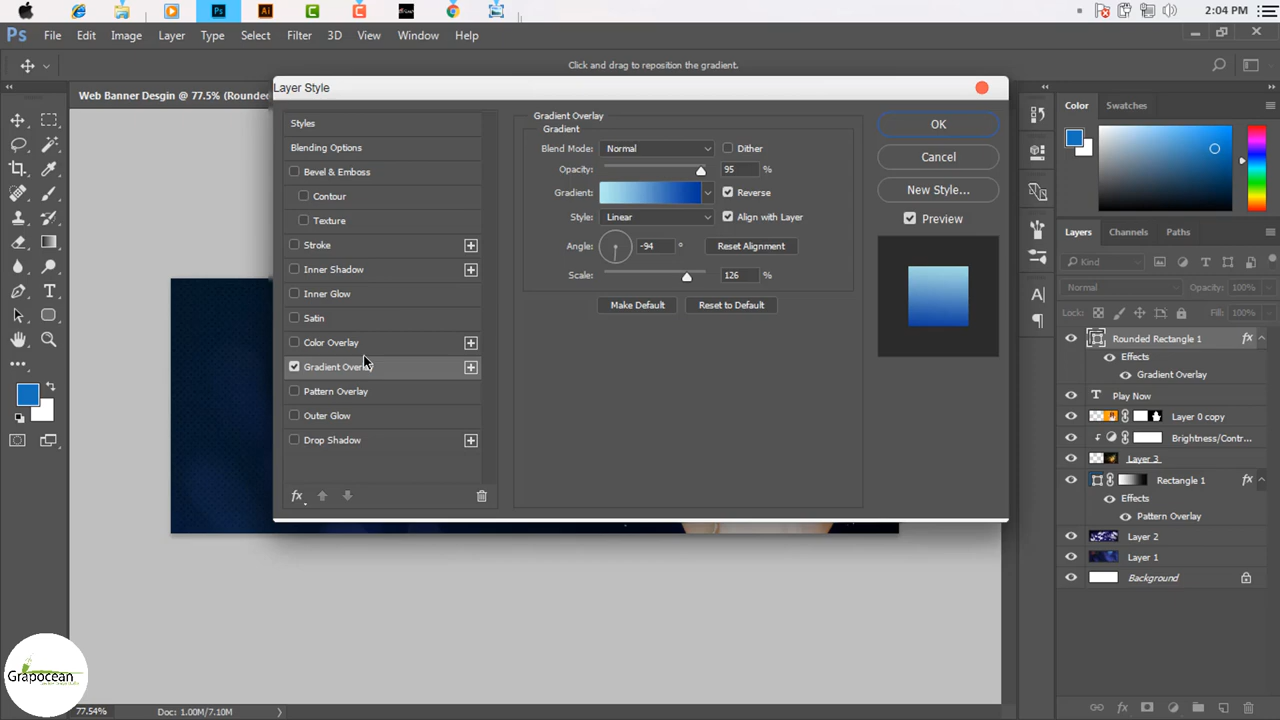 2:04 PM
Ps File Edit Image Layer Type Select Filter 3D View Window Help
Click and drag to reposition the gradient.
Web Banner Desgin @ 77.5% (Rounde
Layer Style
Styles
Blending Options
Bevel & Emboss
Contour
Texture
Stroke
Inner Shadow
Inner Glow
Satin
Color Overlay
Gradient Overlay
Pattern Overlay
Outer Glow
Drop Shadow
fx
Gradient Overlay
Gradient
Blend Mode: Normal Dither
Opacity: 95 %
Gradient: Reverse
Style: Linear Align with Layer
Angle: -94 ° Reset Alignment
Scale: 126 %
Make Default Reset to Default
OK
Cancel
New Style...
Preview
Color Swatches
Layers Channels Paths
Kind
Normal Opacity: 100%
Lock: Fill: 100%
Rounded Rectangle 1 fx
Effects
Gradient Overlay
T Play Now
Layer 0 copy
Brightness/Contr...
Layer 3
Rectangle 1 fx
Effects
Pattern Overlay
Layer 2
Layer 1
Background
fx
Grapocean
77.54% Doc: 1.00M/7.10M